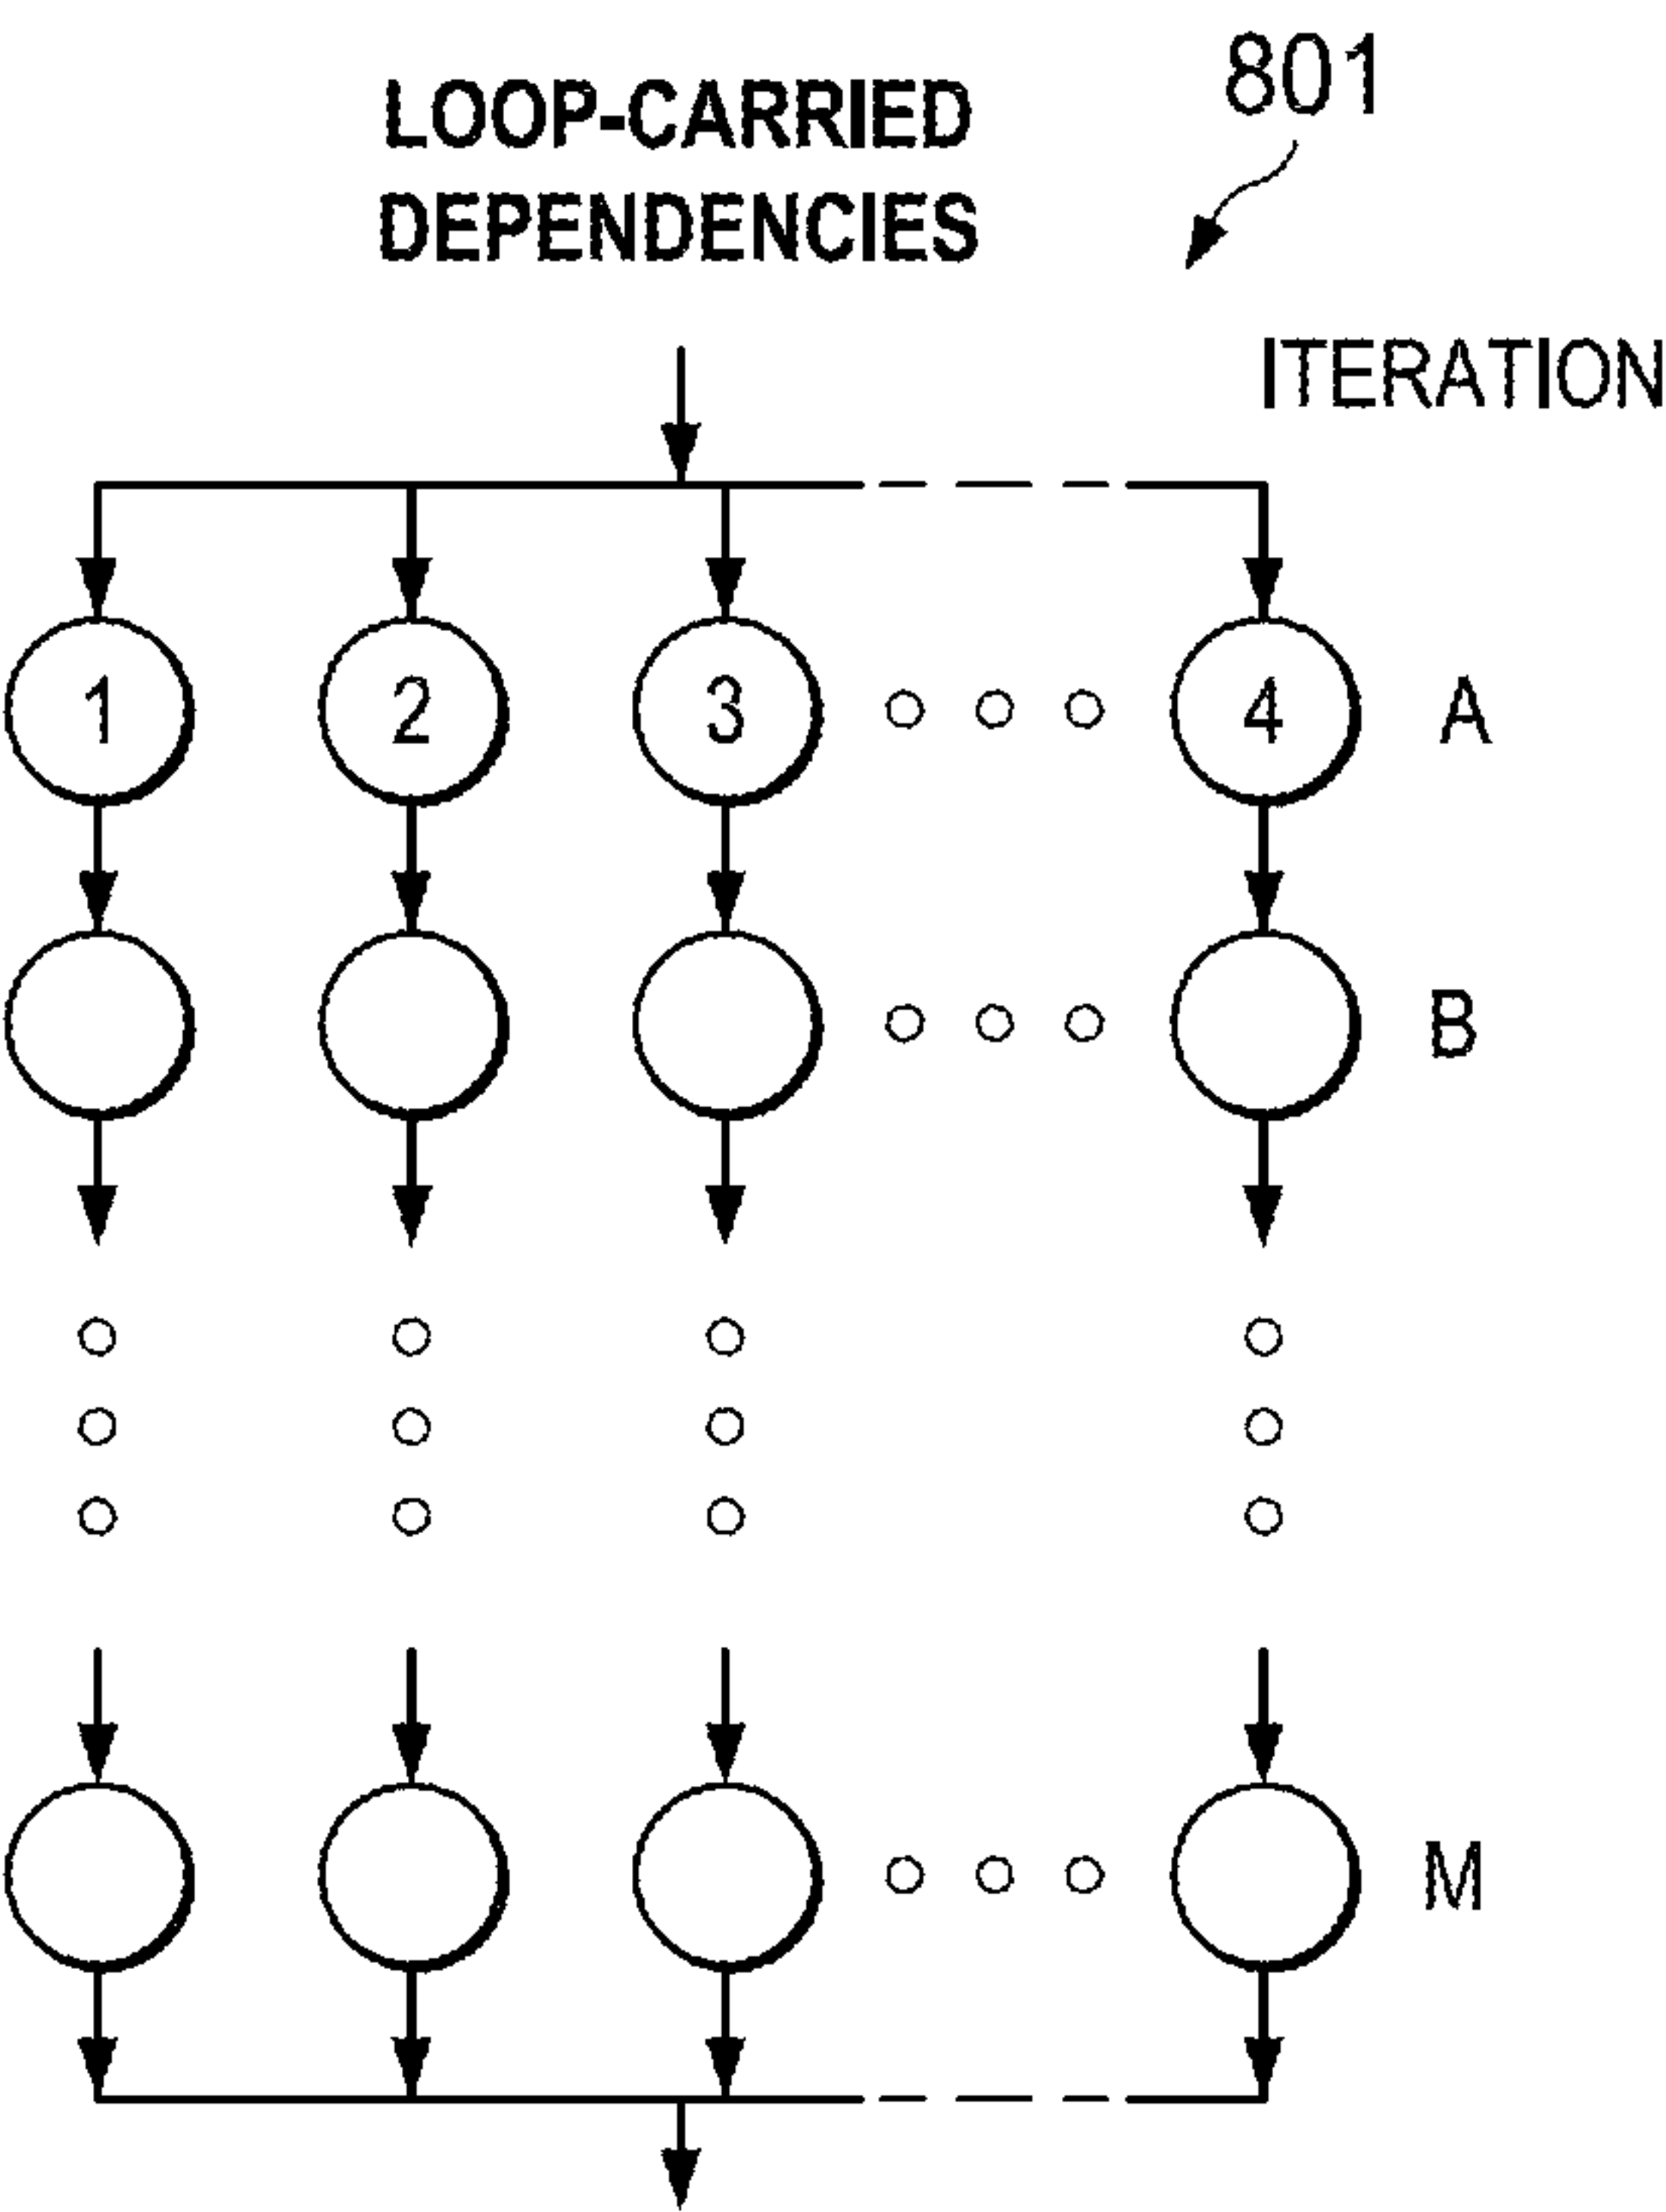 LOOP-CARRIED
DEPENDENCIES
801
ITERATION
1 2 3 4 A
B
M